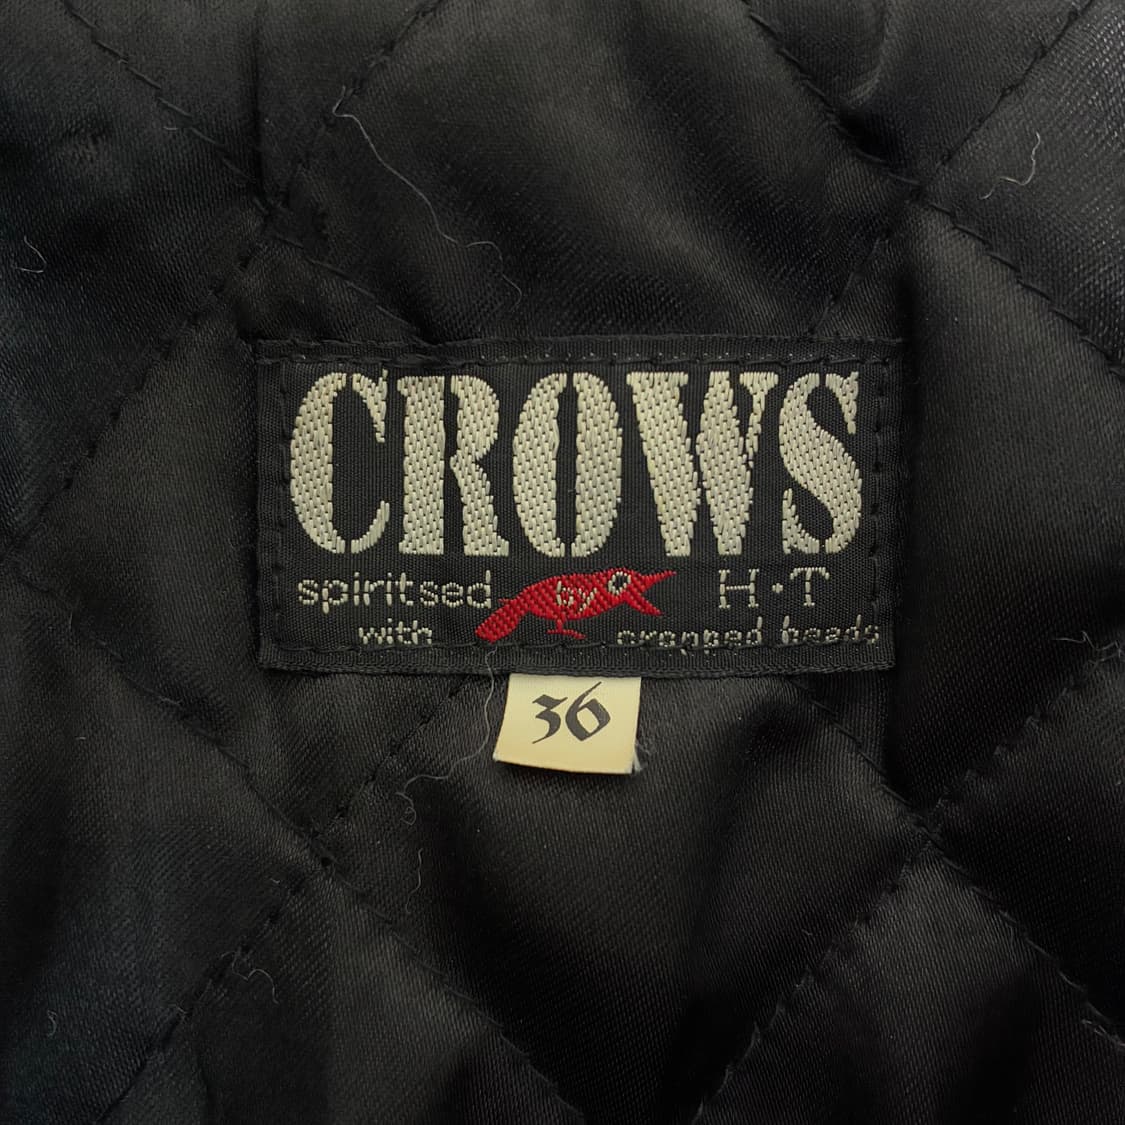 CROWS
spiritsed by H·T
with cropped heads
36